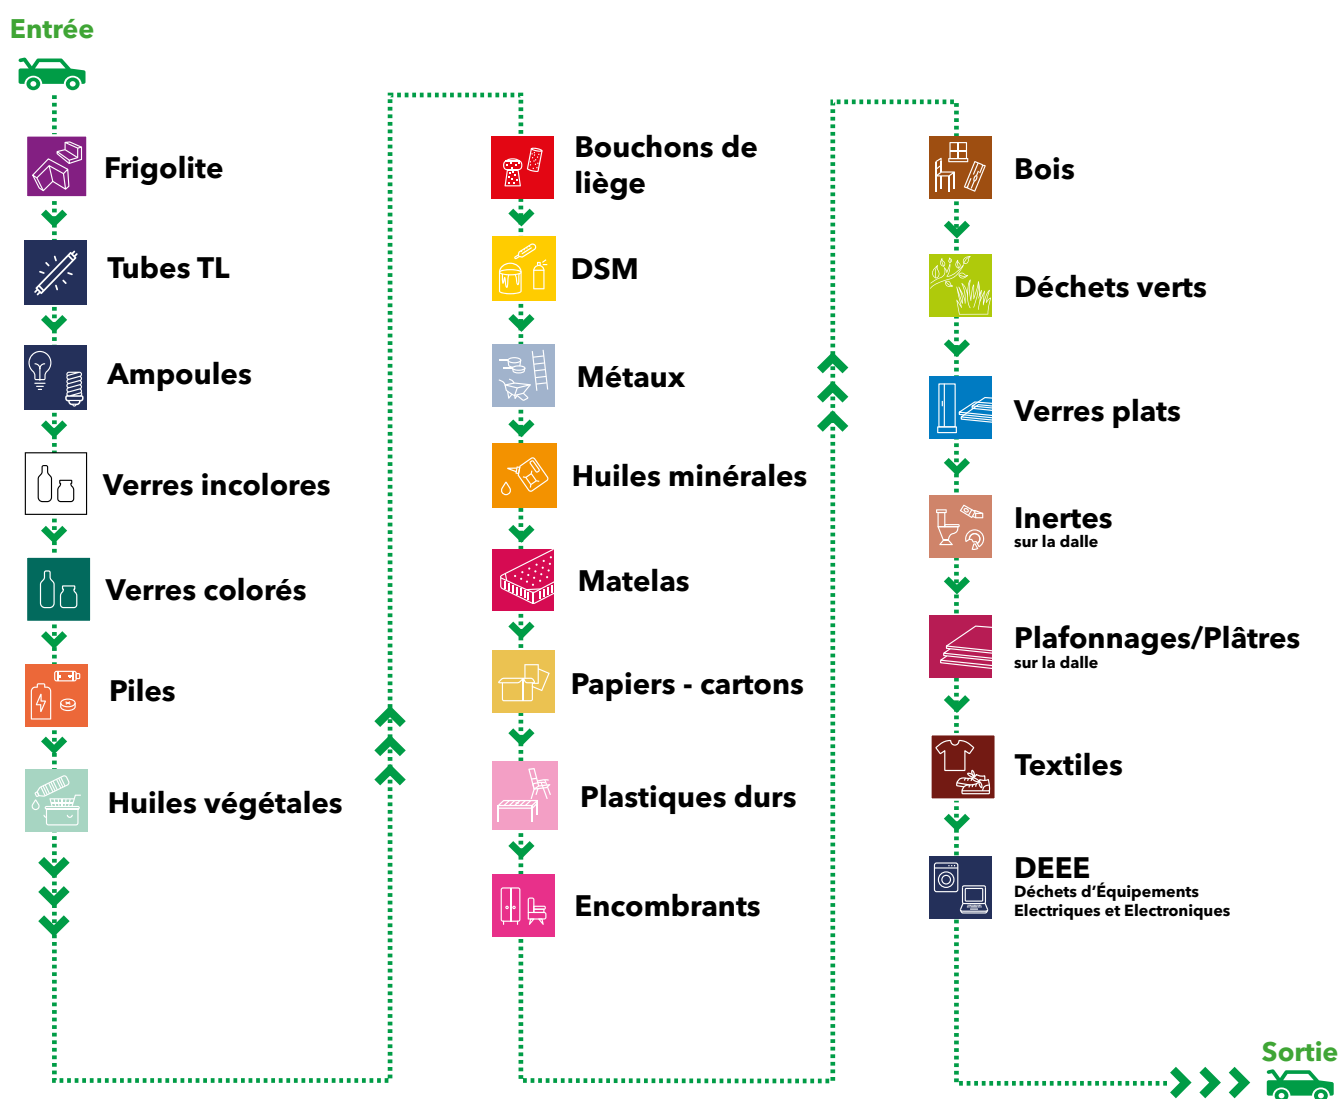 Entrée
Frigolite
Tubes TL
Ampoules
Verres incolores
Verres colorés
Piles
Huiles végétales
Bouchons de
liège
DSM
Métaux
Huiles minérales
Matelas
Papiers - cartons
Plastiques durs
Encombrants
Bois
Déchets verts
Verres plats
Inertes
sur la dalle
Plafonnages/Plâtres
sur la dalle
Textiles
DEEE
Déchets d’Équipements
Electriques et Electroniques
Sortie